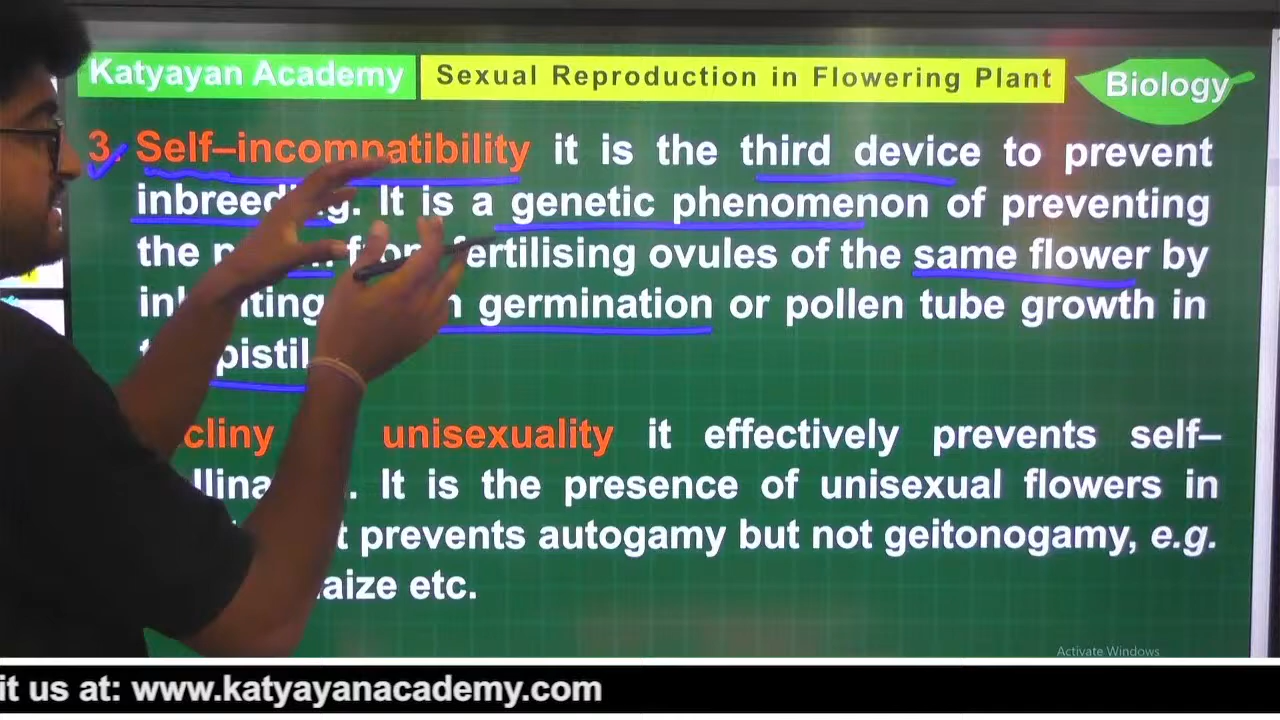 Katyayan Academy
Sexual Reproduction in Flowering Plant
Biology
3. Self–incompatibility it is the third device to prevent
inbreeding. It is a genetic phenomenon of preventing
the from fertilising ovules of the same flower by
germination or pollen tube growth in
pistil
unisexuality it effectively prevents self–
. It is the presence of unisexual flowers in
prevents autogamy but not geitonogamy, e.g.
etc.
Activate Windows
it us at: www.katyayanacademy.com